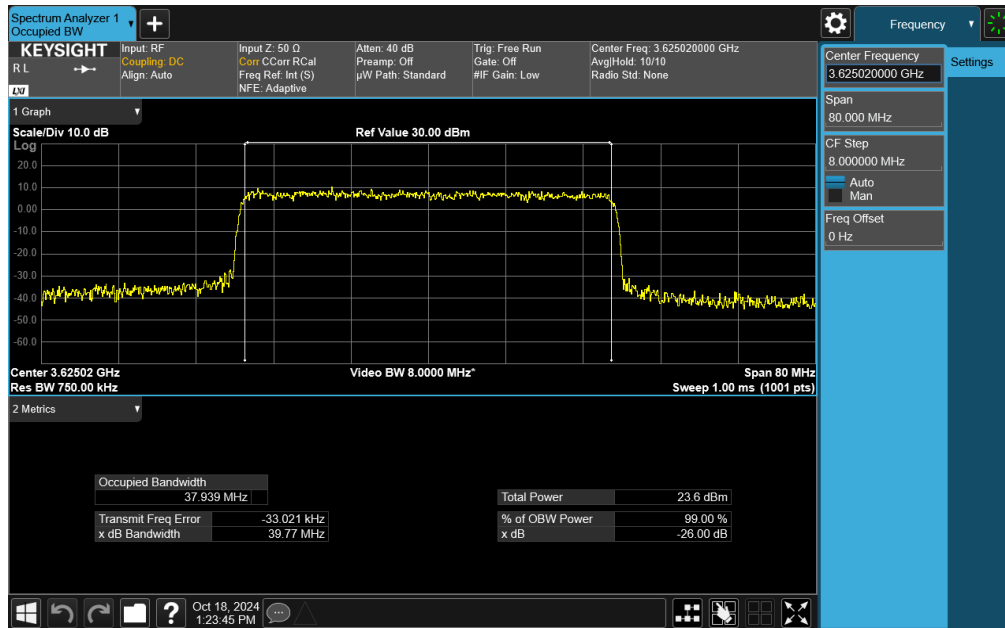 Spectrum Analyzer 1
Occupied BW
+
Frequency
KEYSIGHT
R L
LXI
Input: RF
Coupling: DC
Align: Auto
Input Z: 50 Ω
Corr CCorr RCal
Freq Ref: Int (S)
NFE: Adaptive
Atten: 40 dB
Preamp: Off
µW Path: Standard
Trig: Free Run
Gate: Off
#IF Gain: Low
Center Freq: 3.625020000 GHz
Avg|Hold: 10/10
Radio Std: None
Center Frequency
3.625020000 GHz
Settings
Span
80.000 MHz
CF Step
8.000000 MHz
Auto
Man
Freq Offset
0 Hz
1 Graph
Scale/Div 10.0 dB
Ref Value 30.00 dBm
Log
20.0
10.0
0.00
-10.0
-20.0
-30.0
-40.0
-50.0
-60.0
Center 3.62502 GHz
Video BW 8.0000 MHz*
Span 80 MHz
Res BW 750.00 kHz
Sweep 1.00 ms (1001 pts)
2 Metrics
Occupied Bandwidth
37.939 MHz
Total Power 23.6 dBm
Transmit Freq Error -33.021 kHz
% of OBW Power 99.00 %
x dB Bandwidth 39.77 MHz
x dB -26.00 dB
?
Oct 18, 2024
1:23:45 PM